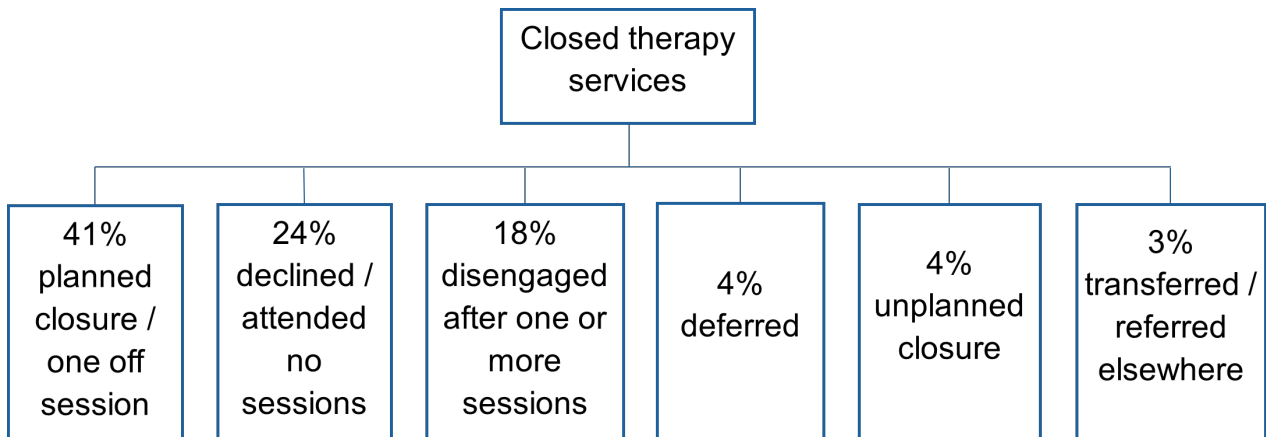 Closed therapy
services
41%
planned
closure /
one off
session
24%
declined /
attended
no
sessions
18%
disengaged
after one or
more
sessions
4%
deferred
4%
unplanned
closure
3%
transferred /
referred
elsewhere